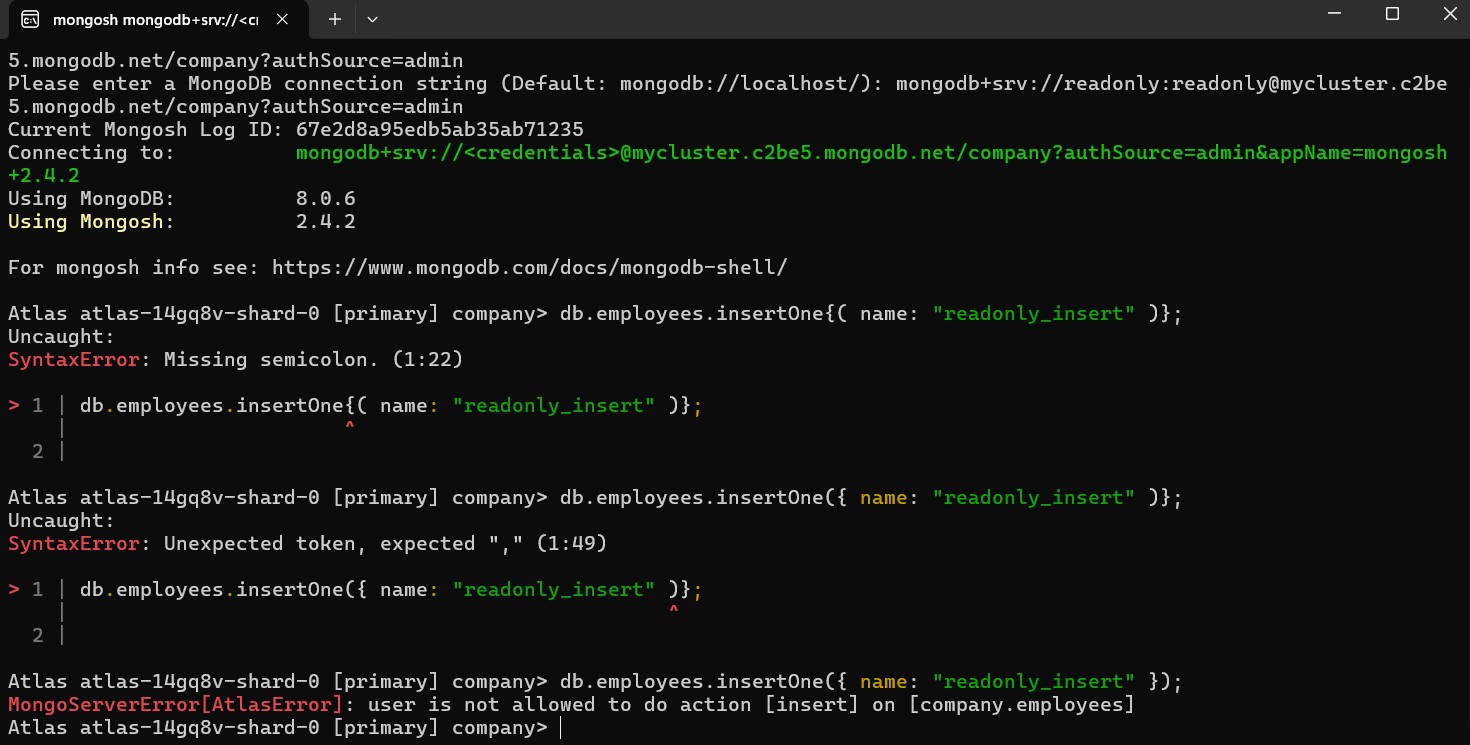 mongosh mongodb+srv://<cr
5.mongodb.net/company?authSource=admin
Please enter a MongoDB connection string (Default: mongodb://localhost/): mongodb+srv://readonly:readonly@mycluster.c2be
5.mongodb.net/company?authSource=admin
Current Mongosh Log ID: 67e2d8a95edb5ab35ab71235
Connecting to:          mongodb+srv://<credentials>@mycluster.c2be5.mongodb.net/company?authSource=admin&appName=mongosh
+2.4.2
Using MongoDB:          8.0.6
Using Mongosh:          2.4.2
For mongosh info see: https://www.mongodb.com/docs/mongodb-shell/
Atlas atlas-14gq8v-shard-0 [primary] company> db.employees.insertOne{( name: "readonly_insert" )};
Uncaught:
SyntaxError: Missing semicolon. (1:22)
> 1 | db.employees.insertOne{( name: "readonly_insert" )};
    |                       ^
  2 |
Atlas atlas-14gq8v-shard-0 [primary] company> db.employees.insertOne({ name: "readonly_insert" )};
Uncaught:
SyntaxError: Unexpected token, expected "," (1:49)
> 1 | db.employees.insertOne({ name: "readonly_insert" )};
    |                                                  ^
  2 |
Atlas atlas-14gq8v-shard-0 [primary] company> db.employees.insertOne({ name: "readonly_insert" });
MongoServerError[AtlasError]: user is not allowed to do action [insert] on [company.employees]
Atlas atlas-14gq8v-shard-0 [primary] company>